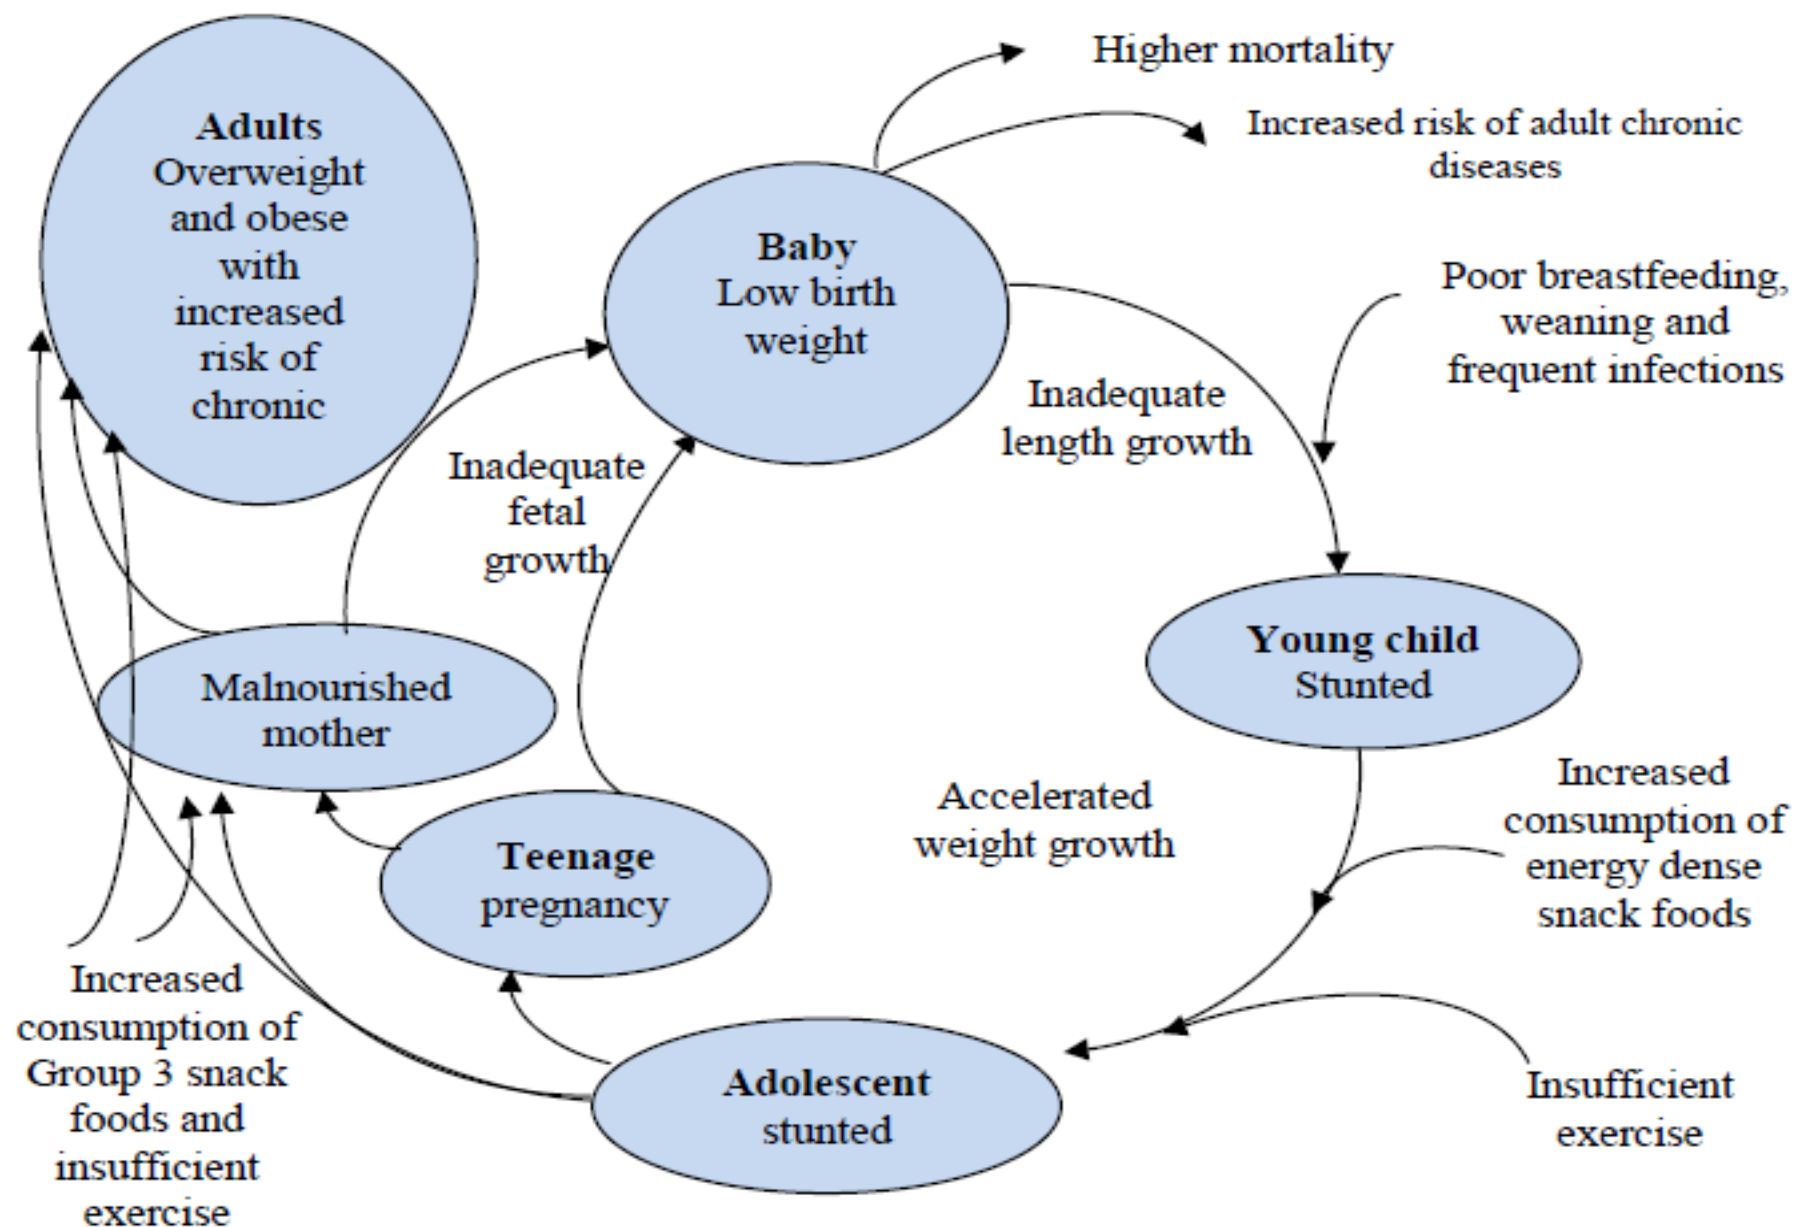 Higher mortality
Increased risk of adult chronic
diseases
Adults
Overweight
and obese
with
increased
risk of
chronic
Baby
Low birth
weight
Poor breastfeeding,
weaning and
frequent infections
Inadequate
length growth
Inadequate
fetal
growth
Young child
Stunted
Malnourished
mother
Accelerated
weight growth
Increased
consumption of
energy dense
snack foods
Teenage
pregnancy
Increased
consumption of
Group 3 snack
foods and
insufficient
exercise
Adolescent
stunted
Insufficient
exercise